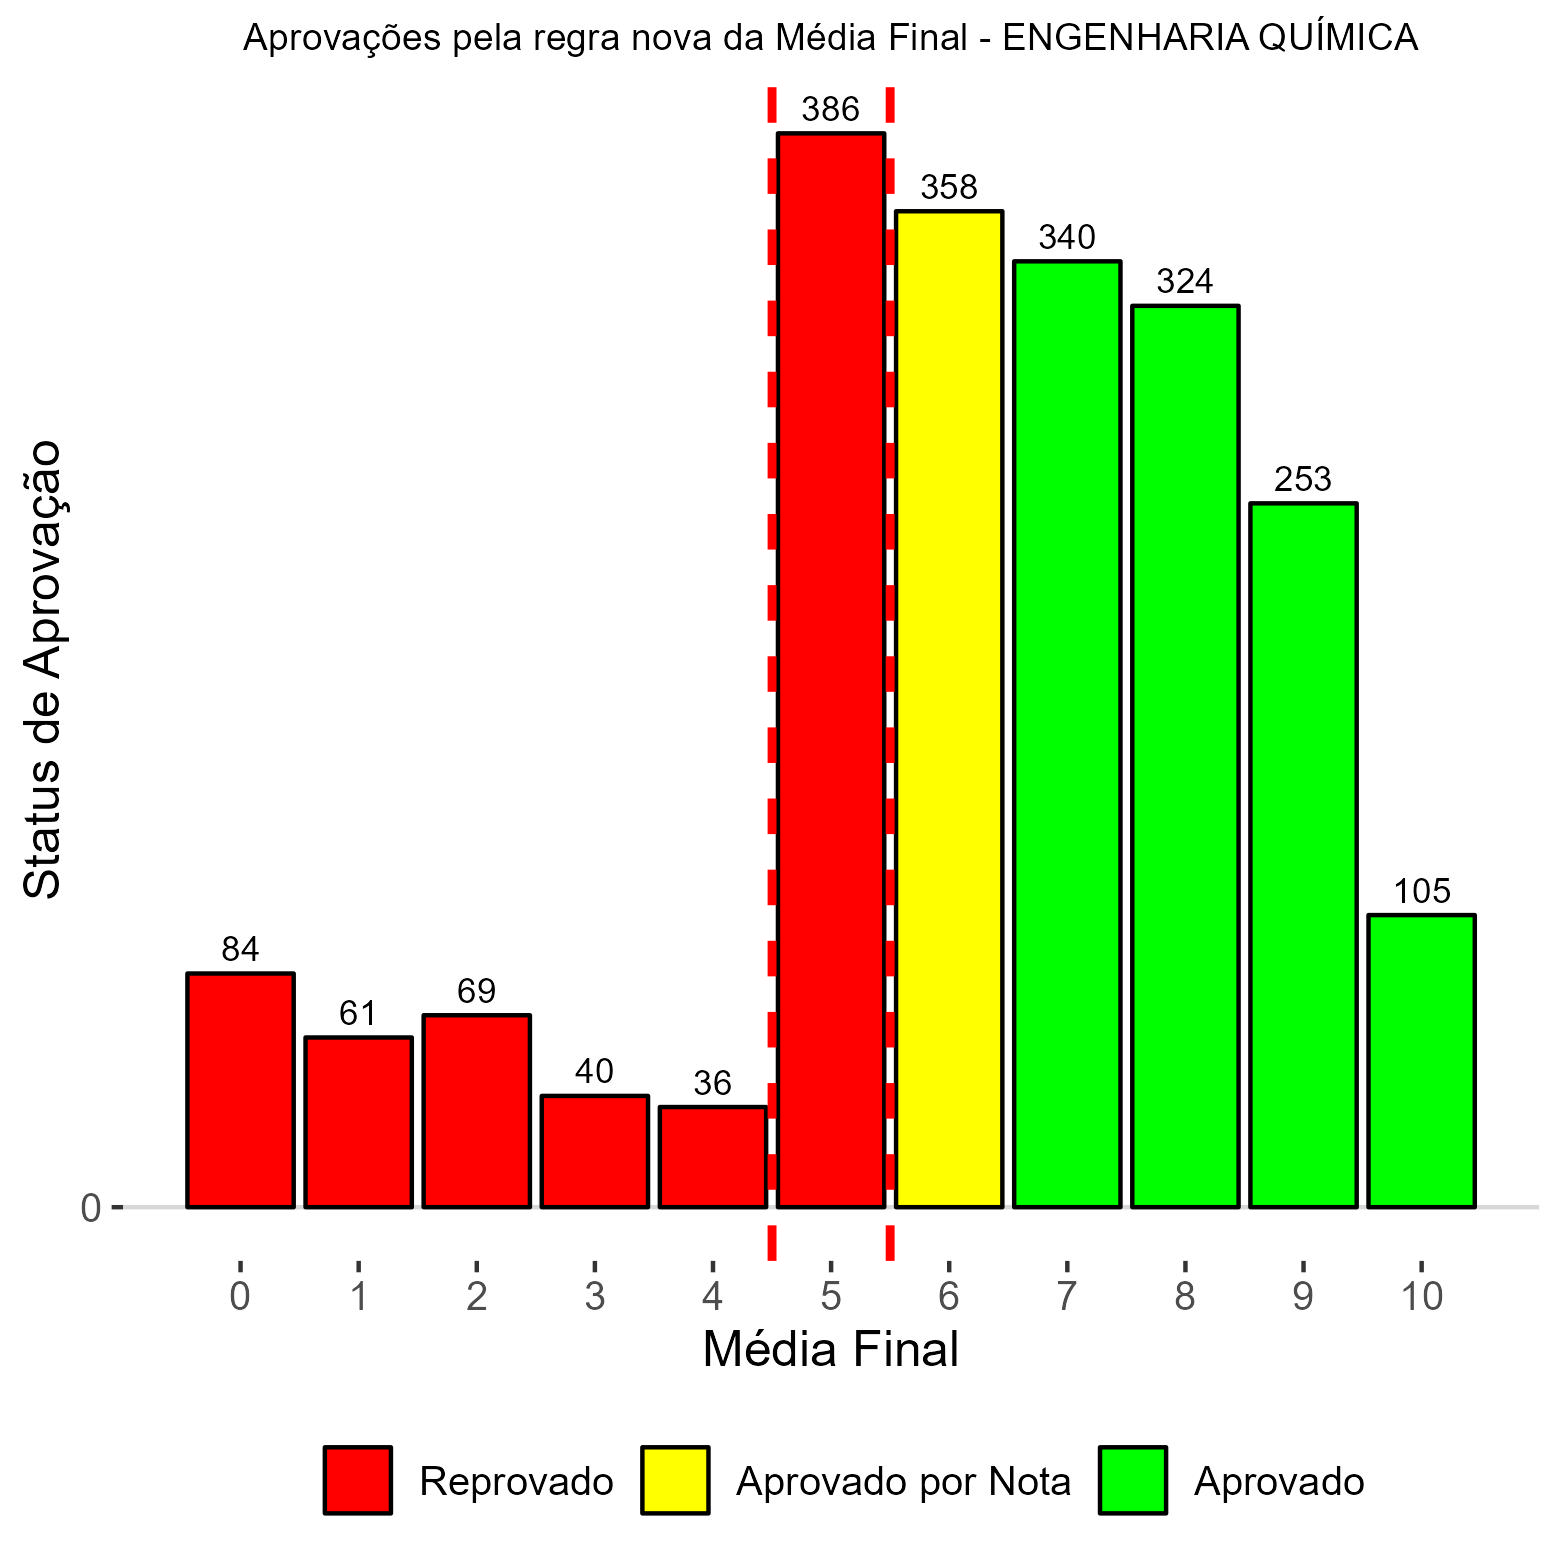 Aprovações pela regra nova da Média Final - ENGENHARIA QUÍMICA
386
358
340
324
253
105
84
61
69
40
36
Status de Aprovação
0
0 1 2 3 4 5 6 7 8 9 10
Média Final
Reprovado Aprovado por Nota Aprovado